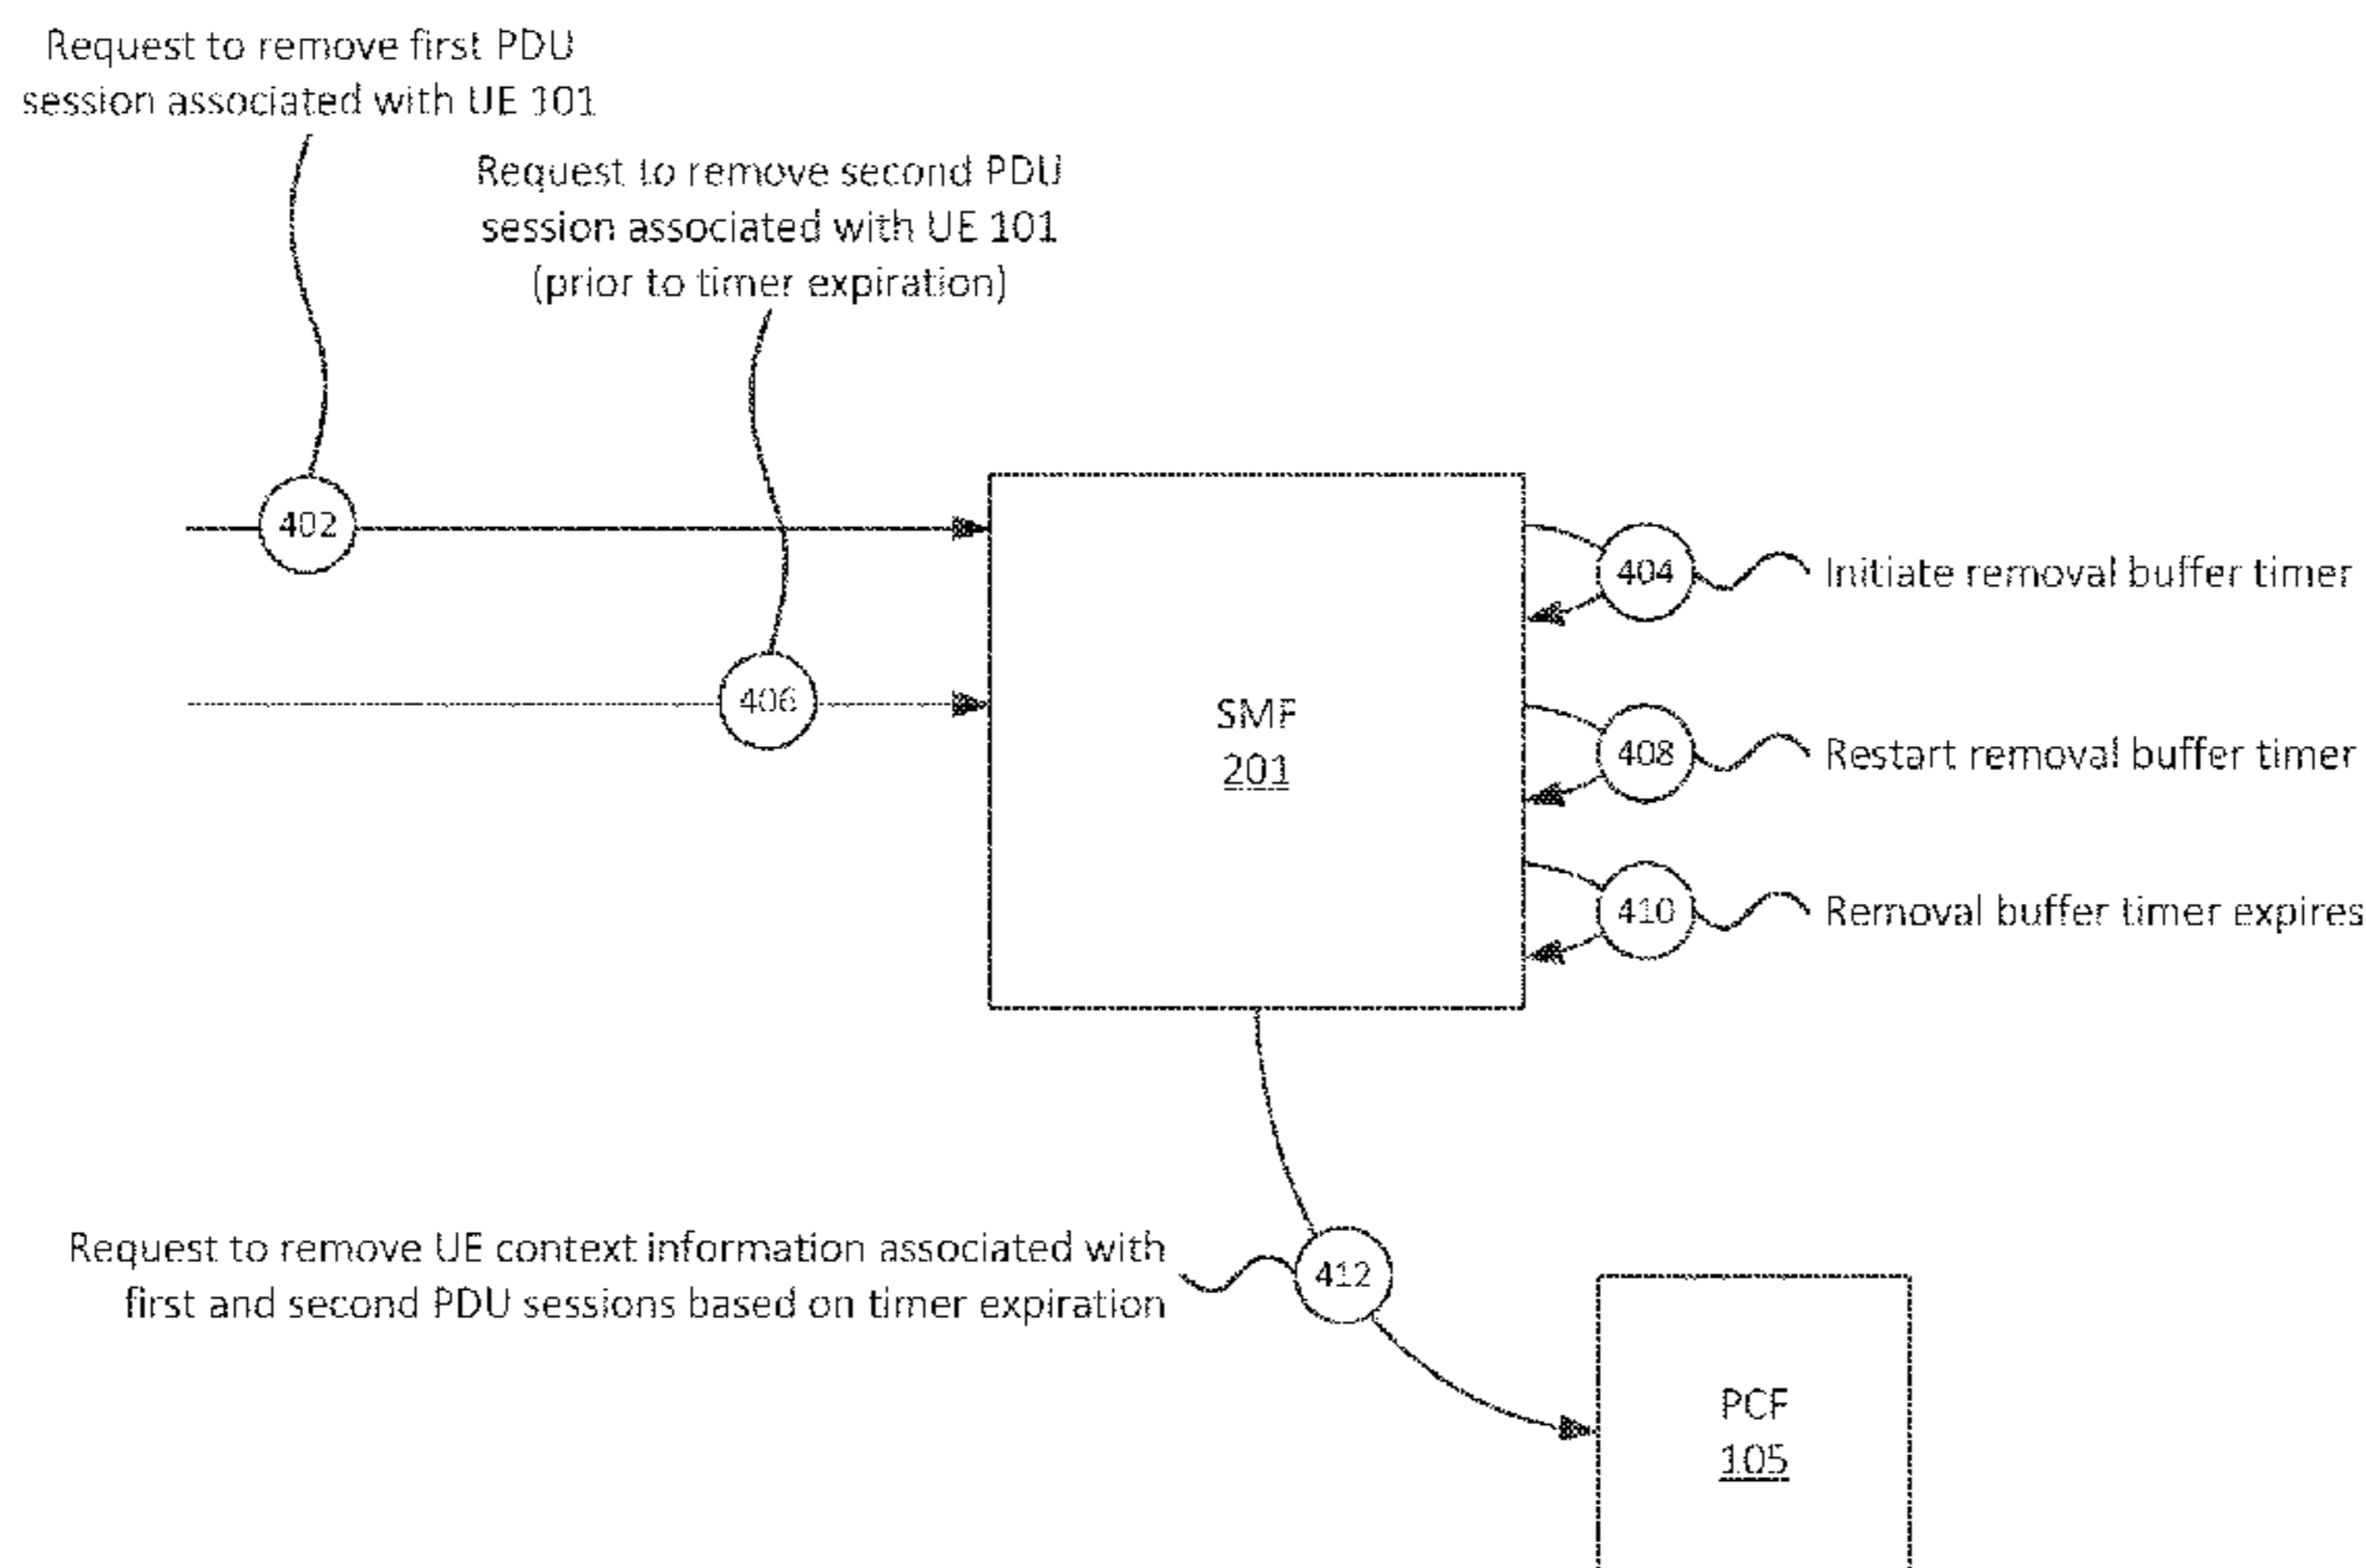 Request to remove first PDU
session associated with UE 101
Request to remove second PDU
session associated with UE 101
(prior to timer expiration)
402
404
Initiate removal buffer timer
406
SMF
201
408
Restart removal buffer timer
410
Removal buffer timer expires
Request to remove UE context information associated with
first and second PDU sessions based on timer expiration
412
PCF
105